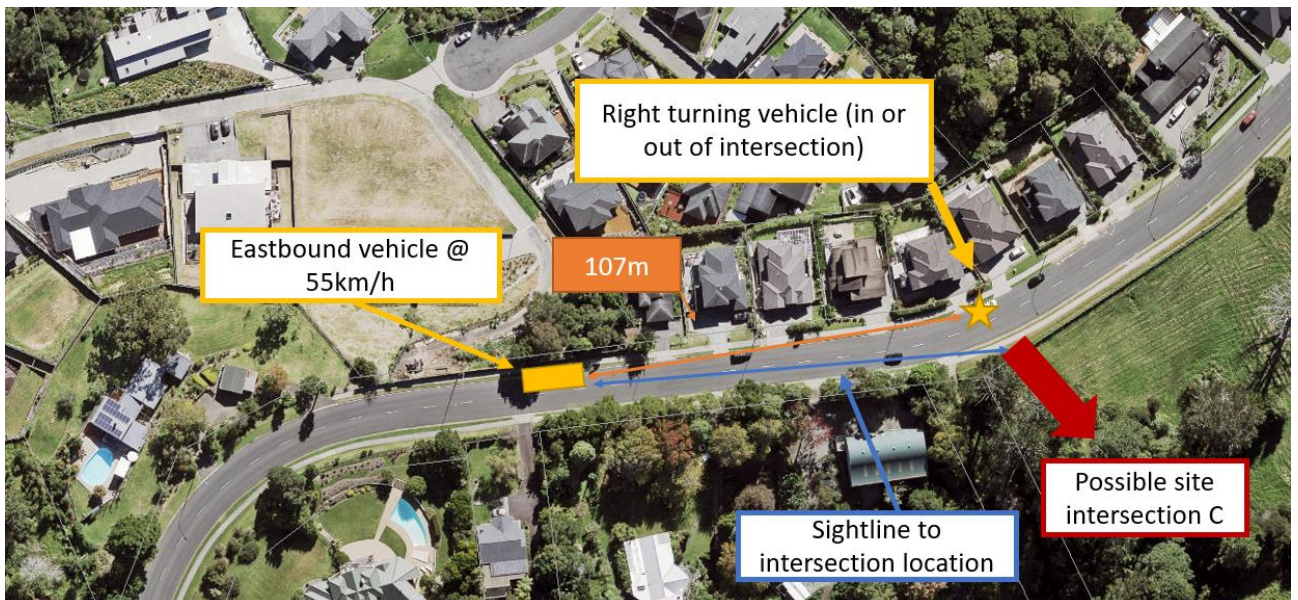 Right turning vehicle (in or
out of intersection)
Eastbound vehicle @
55km/h
107m
Possible site
intersection C
Sightline to
intersection location